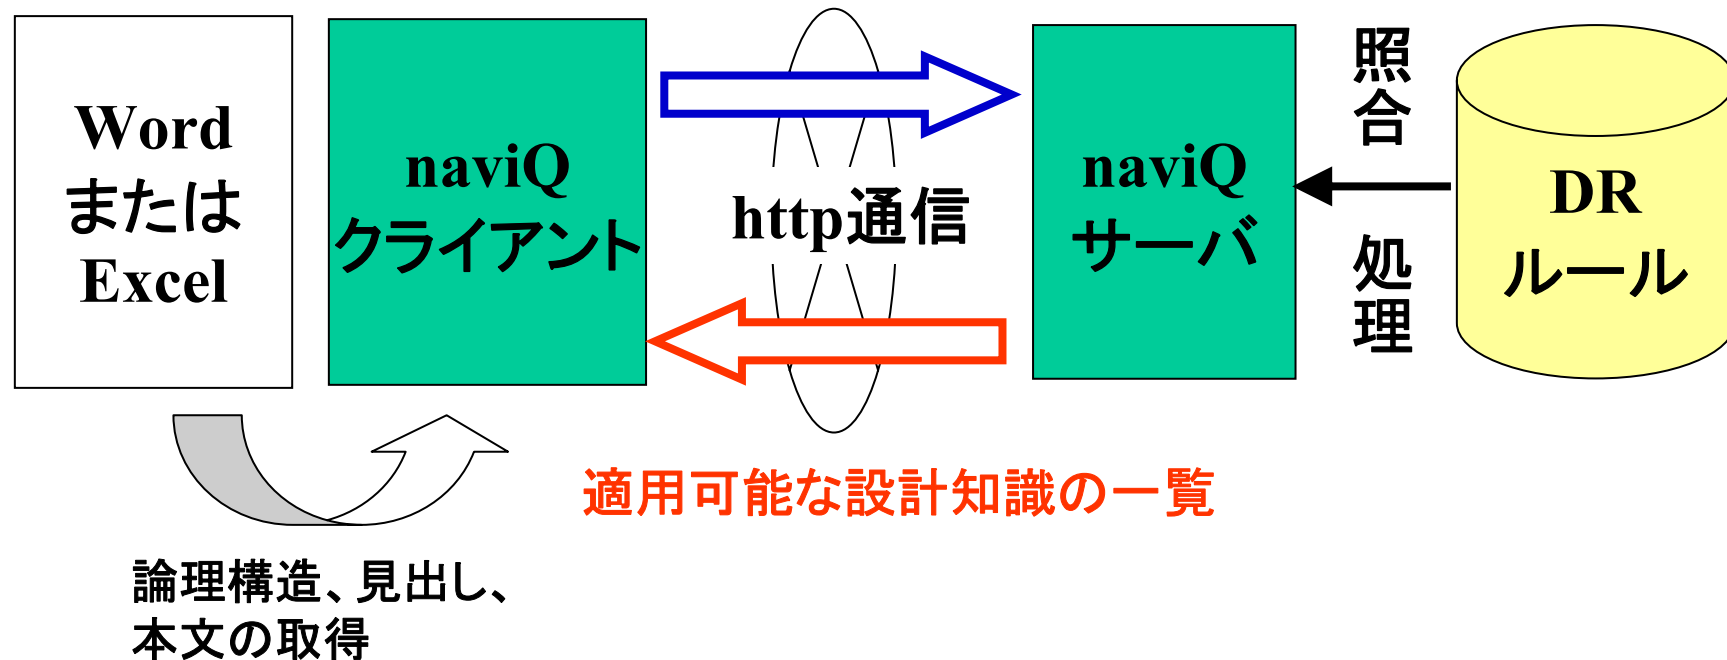 Word
または
Excel
naviQ
クライアント
http通信
naviQ
サーバ
照合
処理
DR
ルール
適用可能な設計知識の一覧
論理構造、見出し、
本文の取得